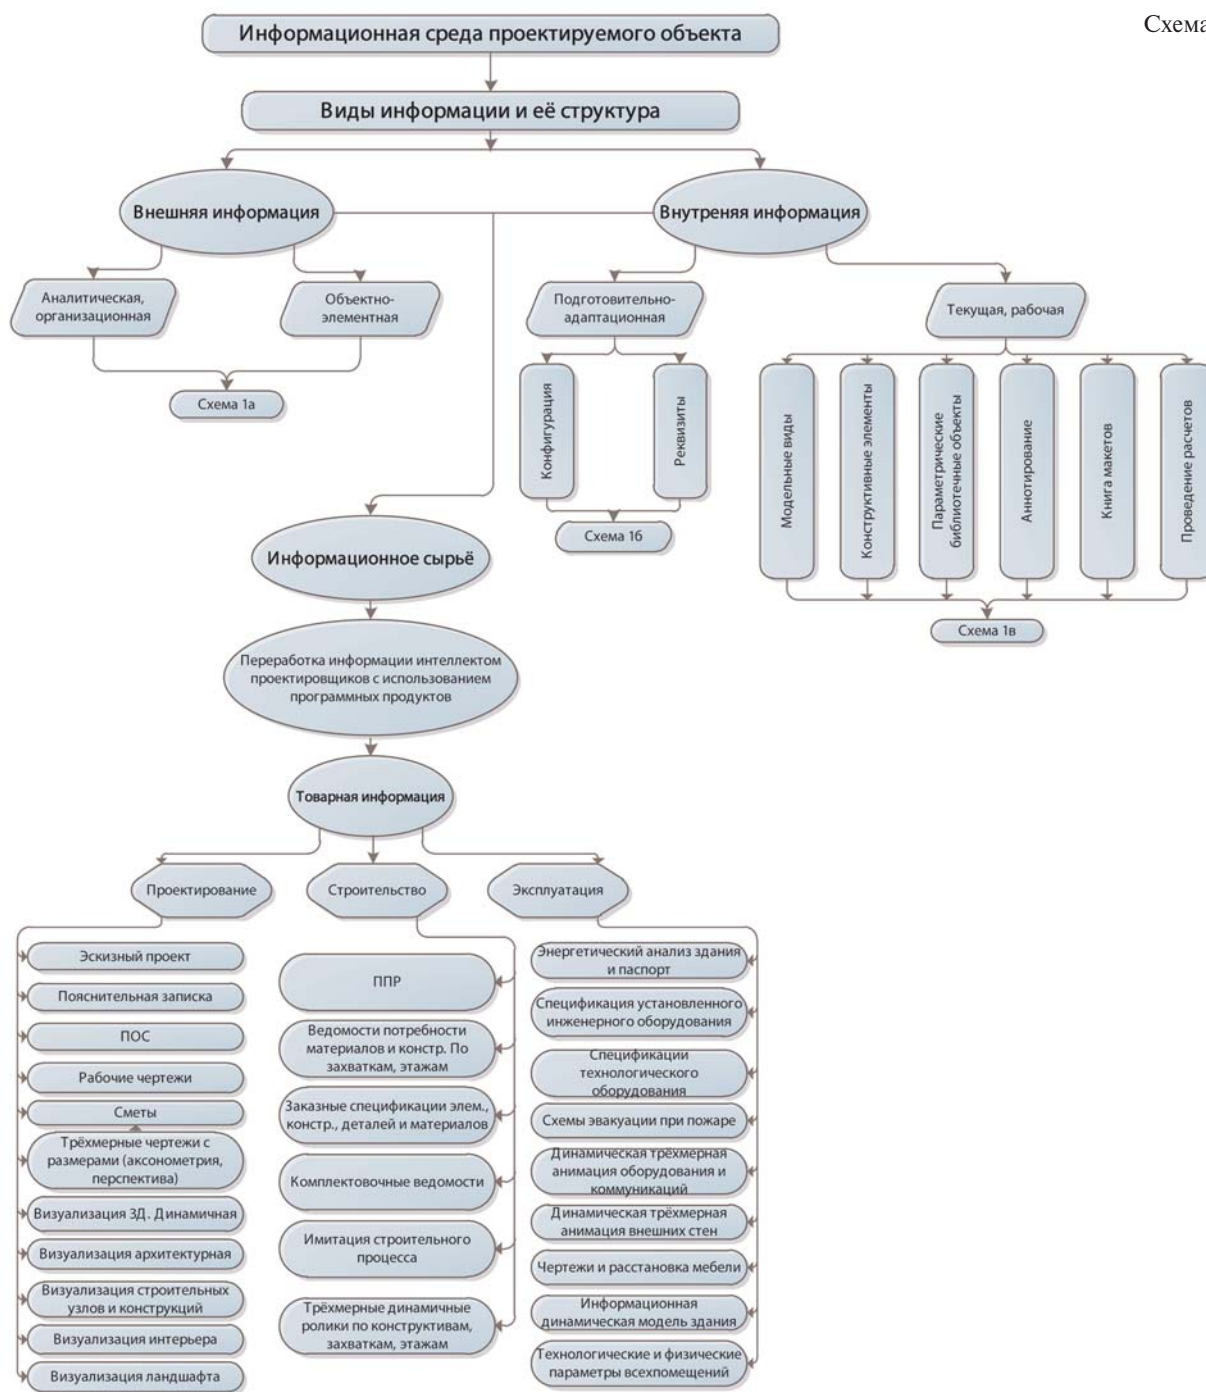 Схема
Информационная среда проектируемого объекта
Виды информации и её структура
Внешняя информация
Внутреняя информация
Аналитическая,
организационная
Объектно-
элементная
Схема 1а
Подготовительно-
адаптационная
Конфигурация
Реквизиты
Схема 1б
Текущая, рабочая
Модельные виды
Конструктивные элементы
Параметрические
библиотечные объекты
Аннотирование
Книга макетов
Проведение расчетов
Схема 1в
Информационное сырьё
Переработка информации интеллектом
проектировщиков с использованием
программных продуктов
Товарная информация
Проектирование
Строительство
Эксплуатация
Эскизный проект
Пояснительная записка
ПОС
Рабочие чертежи
Сметы
Трёхмерные чертежи с
размерами (аксонометрия,
перспектива)
Визуализация 3Д. Динамичная
Визуализация архитектурная
Визуализация строительных
узлов и конструкций
Визуализация интерьера
Визуализация ландшафта
ППР
Ведомости потребности
материалов и констр. По
захваткам, этажам
Заказные спецификации элем.,
констр., деталей и материалов
Комплектовочные ведомости
Имитация строительного
процесса
Трёхмерные динамичные
ролики по конструктивам,
захваткам, этажам
Энергетический анализ здания
и паспорт
Спецификация установленного
инженерного оборудования
Спецификации
технологического
оборудования
Схемы эвакуации при пожаре
Динамическая трёхмерная
анимация оборудования и
коммуникаций
Динамическая трёхмерная
анимация внешних стен
Чертежи и расстановка мебели
Информационная
динамическая модель здания
Технологические и физические
параметры всехпомещений